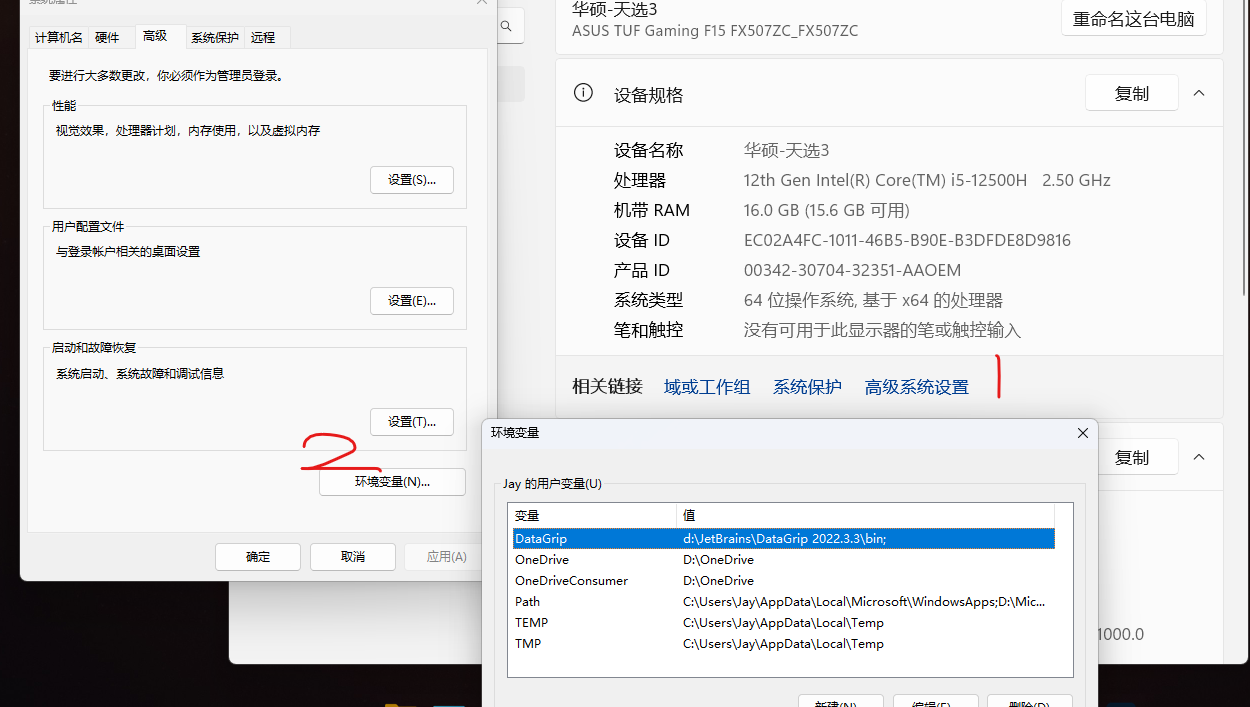 系统属性
计算机名 硬件 高级 系统保护 远程
要进行大多数更改，你必须作为管理员登录。
性能
视觉效果，处理器计划，内存使用，以及虚拟内存
设置(S)...
用户配置文件
与登录帐户相关的桌面设置
设置(E)...
启动和故障恢复
系统启动、系统故障和调试信息
设置(T)...
2
环境变量(N)...
确定 取消 应用(A)
华硕-天选3
ASUS TUF Gaming F15 FX507ZC_FX507ZC
重命名这台电脑
设备规格
复制
设备名称 华硕-天选3
处理器 12th Gen Intel(R) Core(TM) i5-12500H 2.50 GHz
机带 RAM 16.0 GB (15.6 GB 可用)
设备 ID EC02A4FC-1011-46B5-B90E-B3DFDE8D9816
产品 ID 00342-30704-32351-AAOEM
系统类型 64 位操作系统, 基于 x64 的处理器
笔和触控 没有可用于此显示器的笔或触控输入
相关链接 域或工作组 系统保护 高级系统设置 1
复制
1000.0
环境变量
Jay 的用户变量(U)
变量 值
DataGrip d:\JetBrains\DataGrip 2022.3.3\bin;
OneDrive D:\OneDrive
OneDriveConsumer D:\OneDrive
Path C:\Users\Jay\AppData\Local\Microsoft\WindowsApps;D:\Mic...
TEMP C:\Users\Jay\AppData\Local\Temp
TMP C:\Users\Jay\AppData\Local\Temp
新建(N)... 编辑(E)... 删除(D)